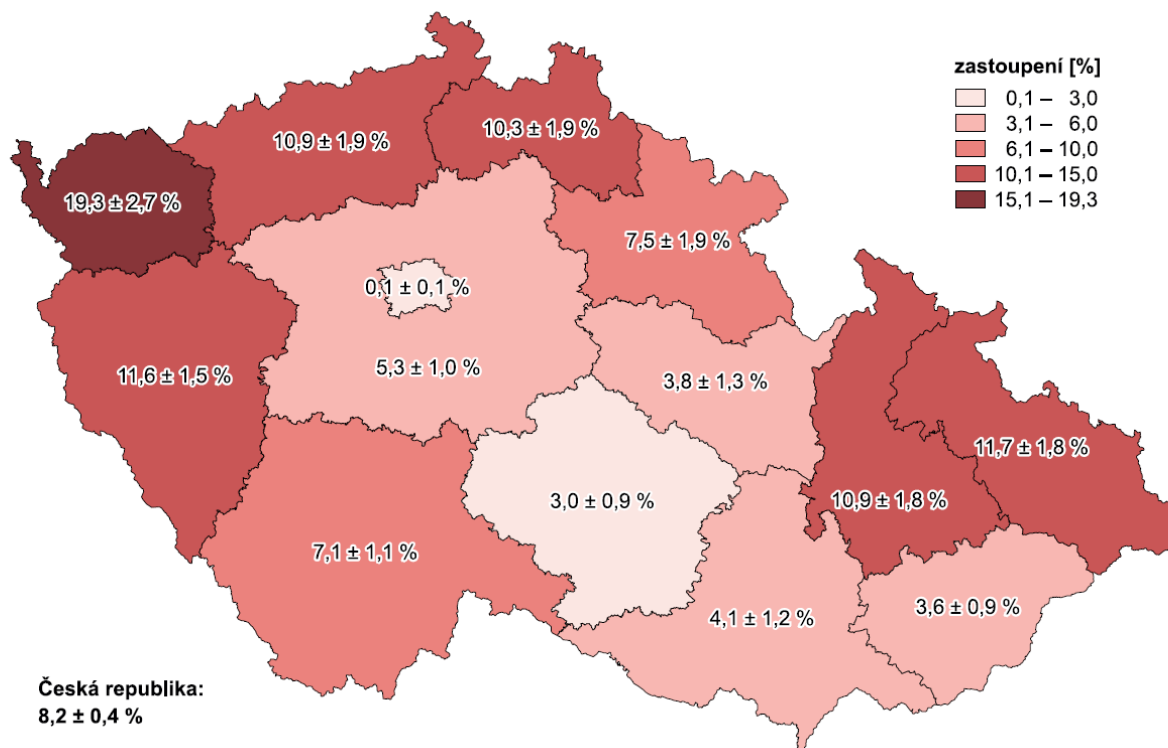 zastoupení [%]
0,1 – 3,0
3,1 – 6,0
6,1 – 10,0
10,1 – 15,0
15,1 – 19,3
10,9 ± 1,9 %
10,3 ± 1,9 %
19,3 ± 2,7 %
7,5 ± 1,9 %
0,1 ± 0,1 %
5,3 ± 1,0 %
11,6 ± 1,5 %
3,8 ± 1,3 %
11,7 ± 1,8 %
3,0 ± 0,9 %
10,9 ± 1,8 %
7,1 ± 1,1 %
3,6 ± 0,9 %
4,1 ± 1,2 %
Česká republika:
8,2 ± 0,4 %